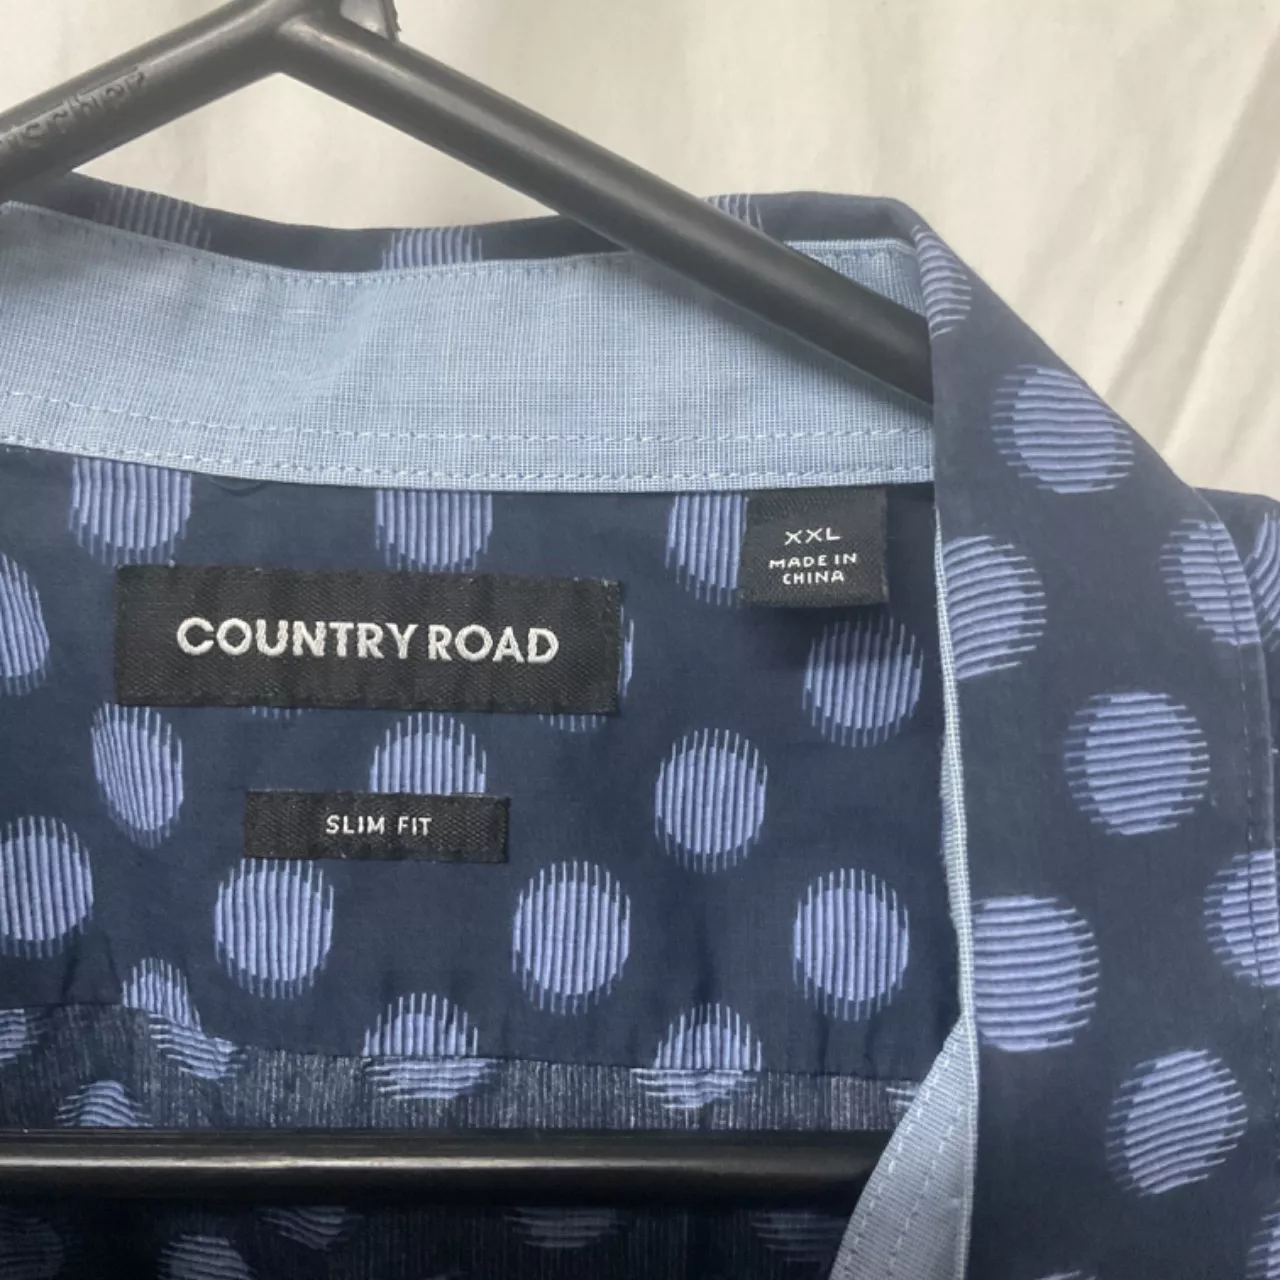 XXL
MADE IN
CHINA
COUNTRY ROAD
SLIM FIT